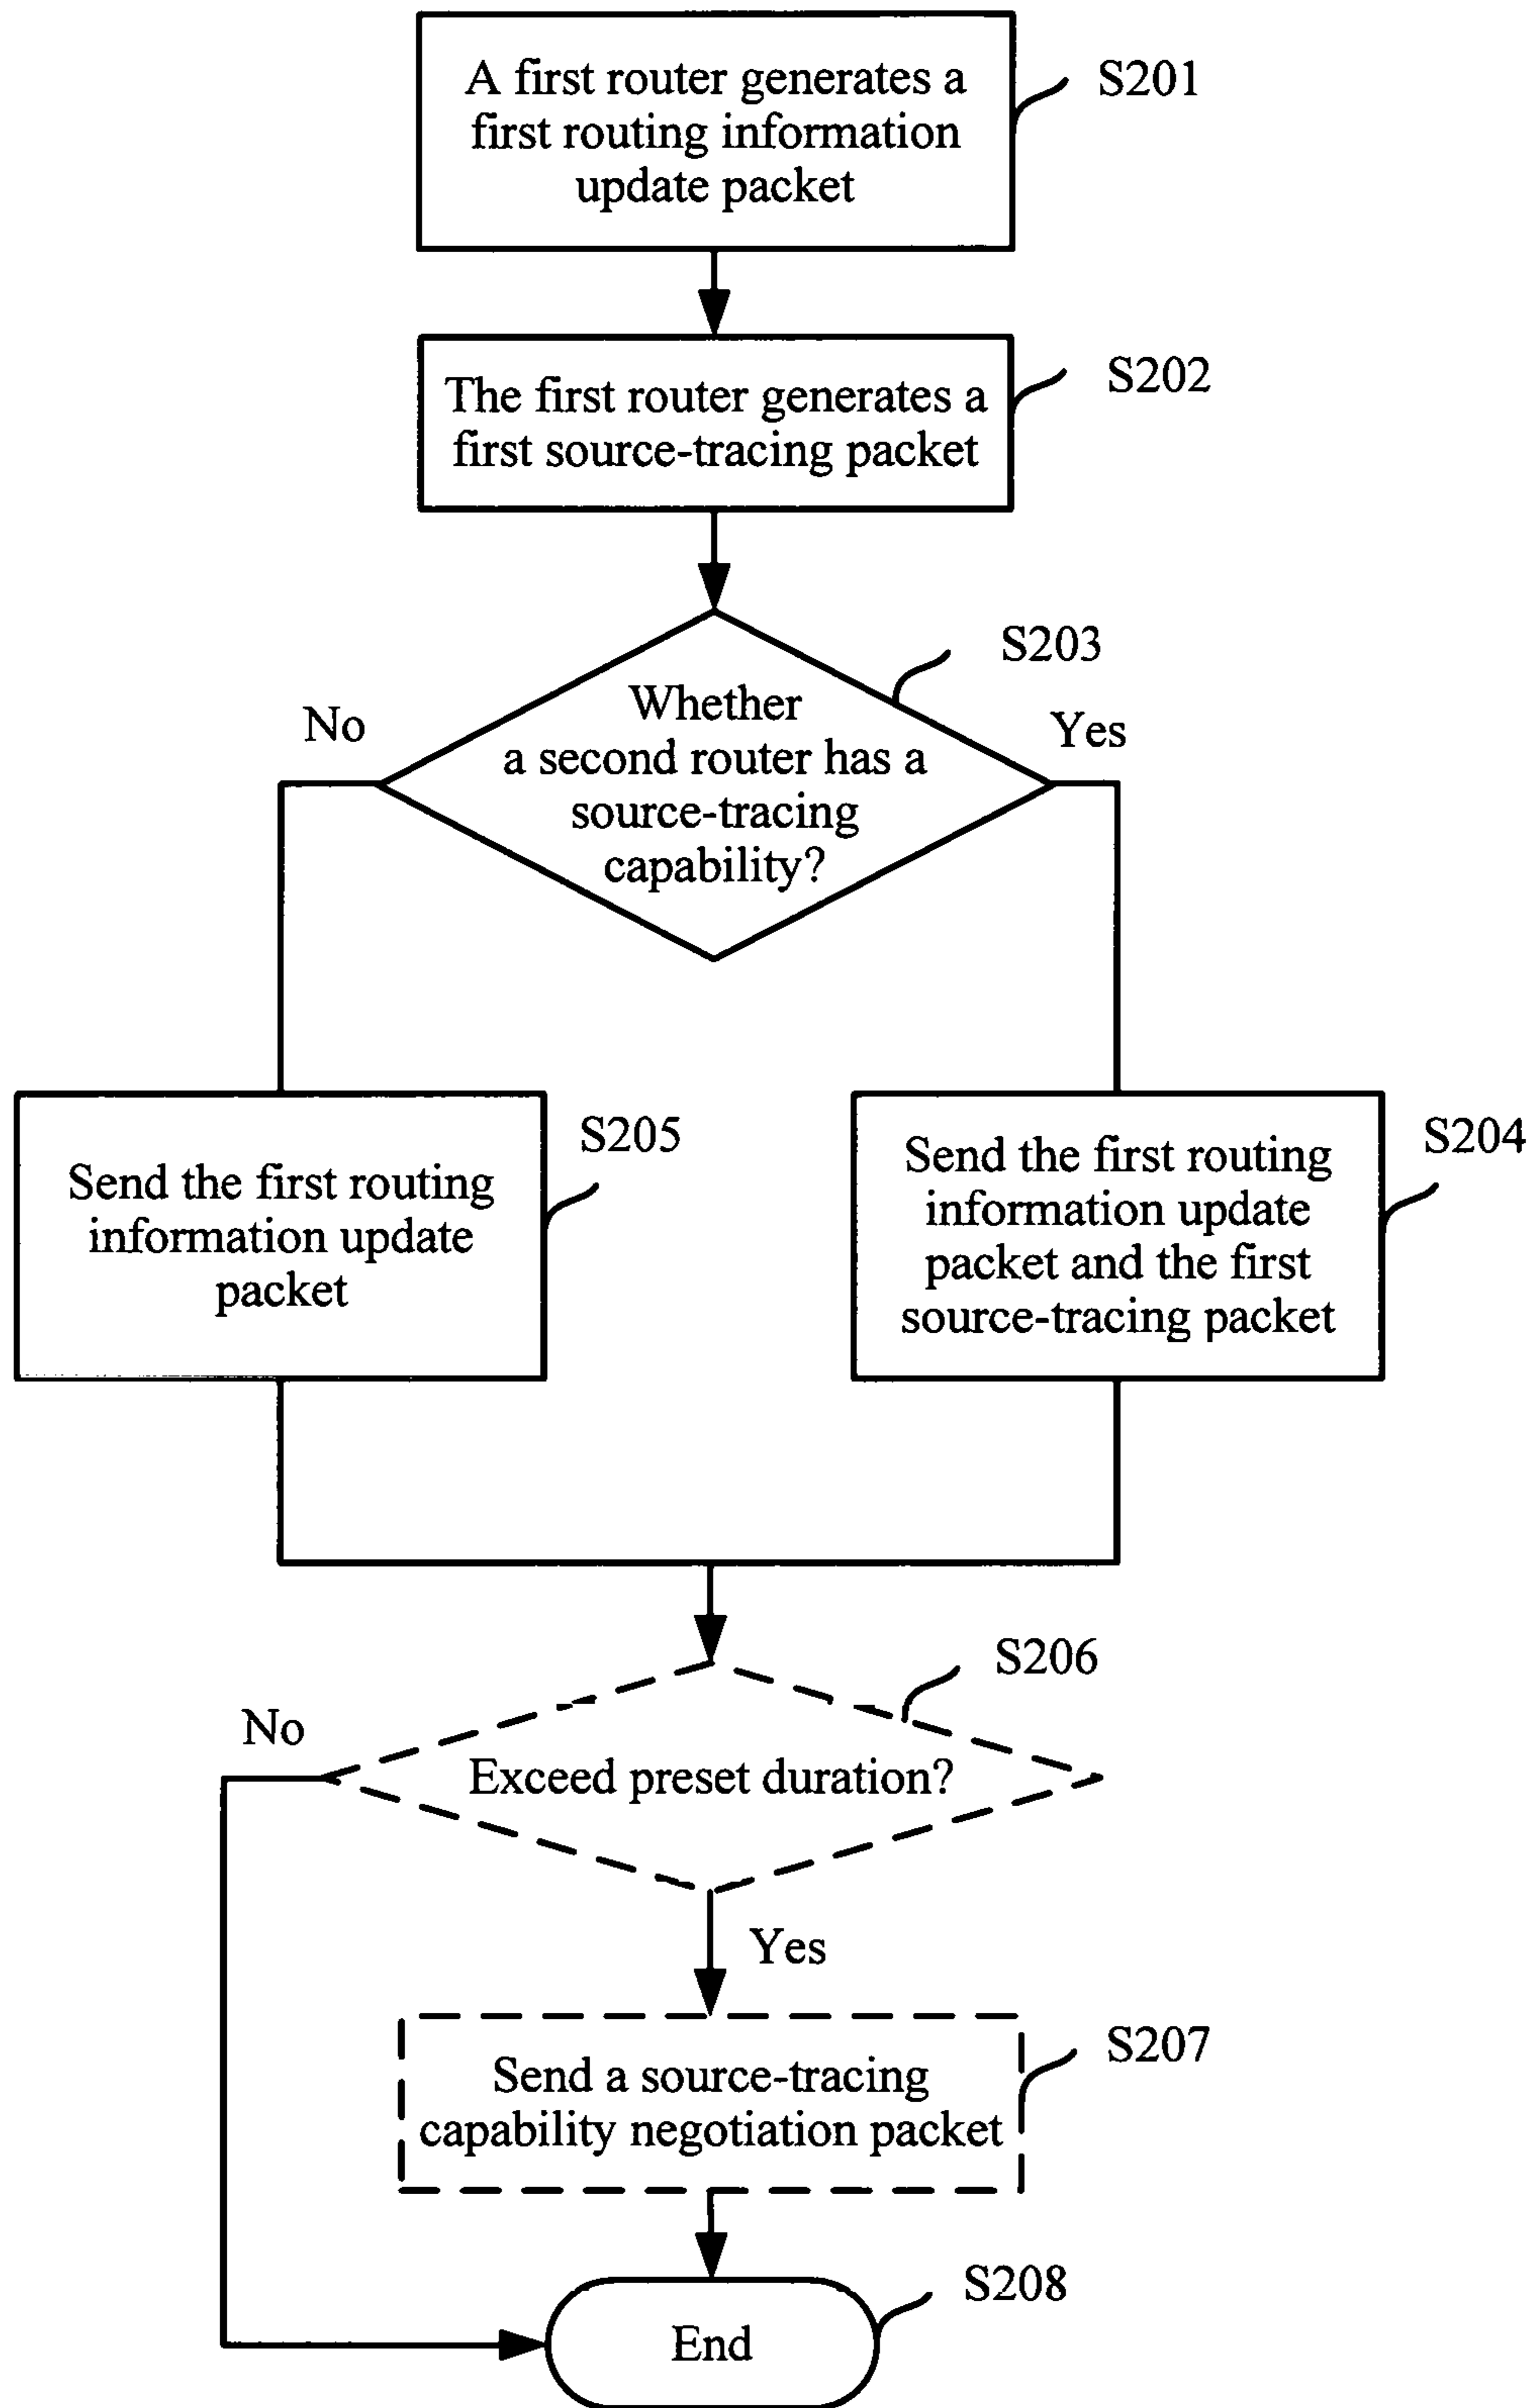 A first router generates a
first routing information
update packet
S201
The first router generates a
first source-tracing packet
S202
S203
No
Whether
a second router has a
source-tracing
capability?
Yes
Send the first routing
information update
packet
S205
Send the first routing
information update
packet and the first
source-tracing packet
S204
S206
No
Exceed preset duration?
Yes
Send a source-tracing
capability negotiation packet
S207
S208
End